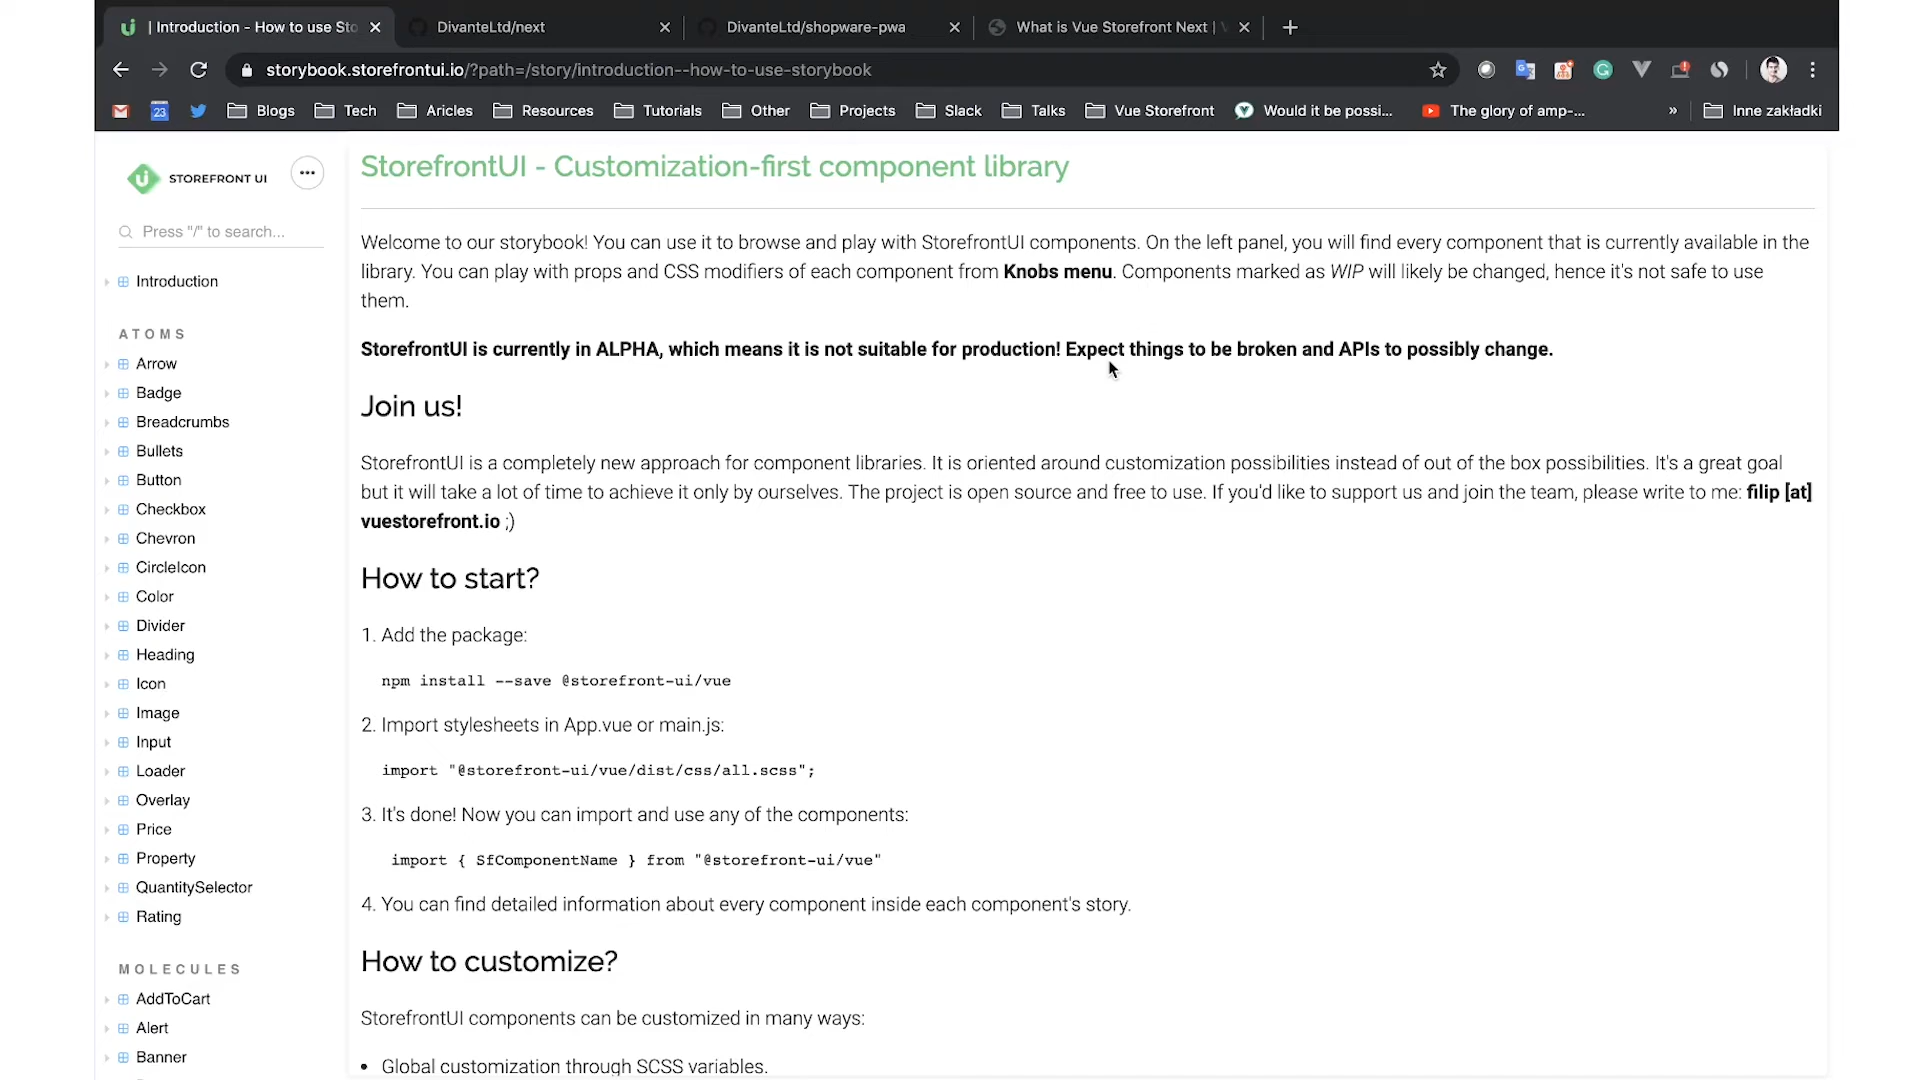 | Introduction - How to use Sto
DivanteLtd/next
DivanteLtd/shopware-pwa
What is Vue Storefront Next |
storybook.storefrontui.io/?path=/story/introduction--how-to-use-storybook
23
Blogs
Tech
Aricles
Resources
Tutorials
Other
Projects
Slack
Talks
Vue Storefront
Would it be possi...
The glory of amp-...
»
Inne zakładki
STOREFRONT UI
Press "/" to search...
Introduction
ATOMS
Arrow
Badge
Breadcrumbs
Bullets
Button
Checkbox
Chevron
CircleIcon
Color
Divider
Heading
Icon
Image
Input
Loader
Overlay
Price
Property
QuantitySelector
Rating
MOLECULES
AddToCart
Alert
Banner
StorefrontUI - Customization-first component library
Welcome to our storybook! You can use it to browse and play with StorefrontUI components. On the left panel, you will find every component that is currently available in the
library. You can play with props and CSS modifiers of each component from Knobs menu. Components marked as WIP will likely be changed, hence it's not safe to use
them.
StorefrontUI is currently in ALPHA, which means it is not suitable for production! Expect things to be broken and APIs to possibly change.
Join us!
StorefrontUI is a completely new approach for component libraries. It is oriented around customization possibilities instead of out of the box possibilities. It's a great goal
but it will take a lot of time to achieve it only by ourselves. The project is open source and free to use. If you'd like to support us and join the team, please write to me: filip [at]
vuestorefront.io ;)
How to start?
1. Add the package:
npm install --save @storefront-ui/vue
2. Import stylesheets in App.vue or main.js:
import "@storefront-ui/vue/dist/css/all.scss";
3. It's done! Now you can import and use any of the components:
import { SfComponentName } from "@storefront-ui/vue"
4. You can find detailed information about every component inside each component's story.
How to customize?
StorefrontUI components can be customized in many ways:
• Global customization through SCSS variables.